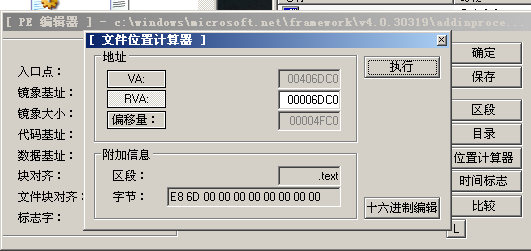 [ PE 编辑器 ] - c:\windows\microsoft.net\framework\v4.0.30319\addinproce...
[ 文件位置计算器 ]
入口点：
镜象基址：
镜象大小：
代码基址：
数据基址：
块对齐：
文件块对齐：
标志字：
地址
VA:
00406DC0
RVA:
00006DC0
偏移量：
00004FC0
附加信息
区段：
.text
字节：
E8 6D 00 00 00 00 00 00 00 00
执行
十六进制编辑
确定
保存
区段
目录
位置计算器
时间标志
比较
L